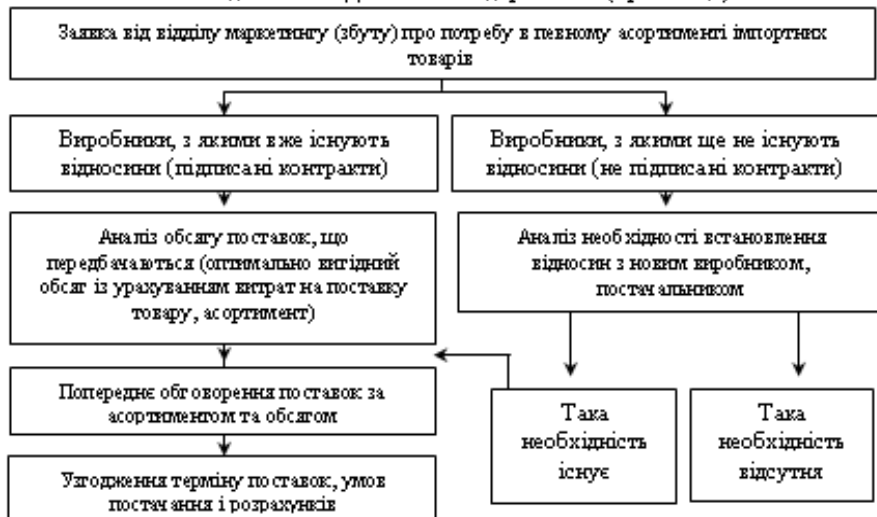 Заявка від відділу маркетингу (збуту) про потребу в певному асортименті імпортних
товарів
Виробники, з якими вже існують
відносини (підписані контракти)
Виробники, з якими ще не існують
відносини (не підписані контракти)
Аналіз обсягу поставок, що
передбачаються (оптимально вигідний
обсяг із урахуванням витрат на поставку
товару, асортимент)
Аналіз необхідності встановлення
відносин з новим виробником,
постачальником
Попереднє обговорення поставок за
асортиментом та обсягом
Така
необхідність
існує
Така
необхідність
відсутня
Узгодження терміну поставок, умов
постачання і розрахунків